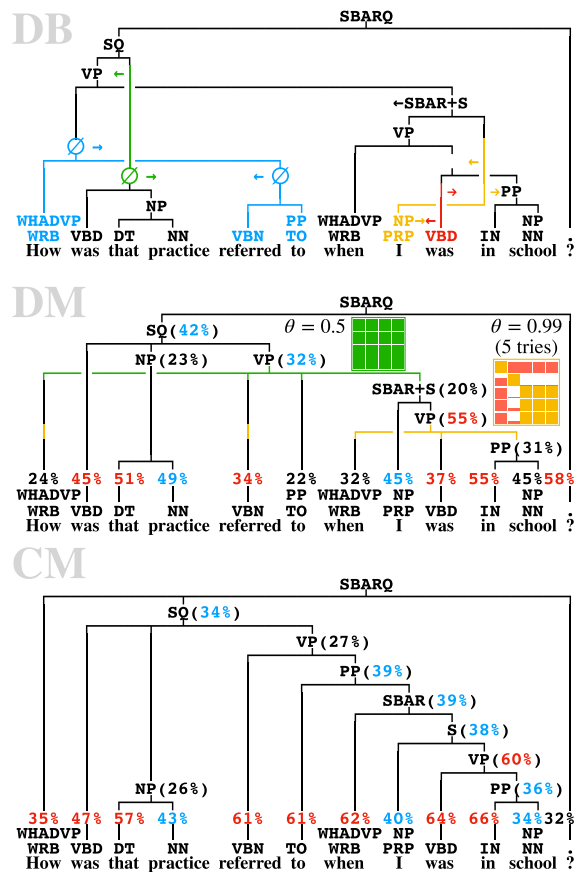 DB
SBARQ
SQ
VP ←
←SBAR+S
VP
←
∅ →
∅ →
← ∅
→ → PP
NP
WHADVP PP WHADVP NP→← VBD NP
WRB VBD DT NN VBN TO WRB PRP IN NN .
How was that practice referred to when I was in school ?
DM
SBARQ
SQ(42%)
θ = 0.5
θ = 0.99
(5 tries)
NP(23%) VP(32%)
SBAR+S(20%)
VP(55%)
PP(31%)
24% 45% 51% 49% 34% 22% 32% 45% 37% 55% 45% 58%
WHADVP PP WHADVP NP NP
WRB VBD DT NN VBN TO WRB PRP VBD IN NN .
How was that practice referred to when I was in school ?
CM
SBARQ
SQ(34%)
VP(27%)
PP(39%)
SBAR(39%)
S(38%)
VP(60%)
NP(26%) PP(36%)
35% 47% 57% 43% 61% 61% 62% 40% 64% 66% 34% 32%
WHADVP WHADVP NP NP
WRB VBD DT NN VBN TO WRB PRP VBD IN NN .
How was that practice referred to when I was in school ?